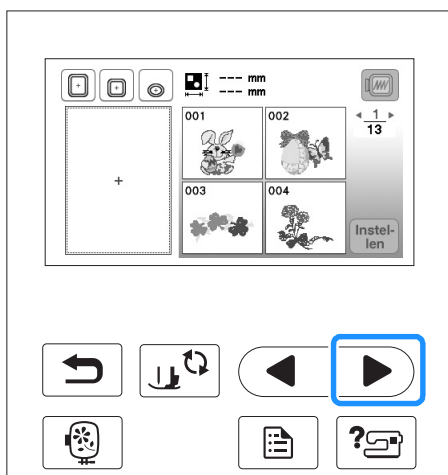 --- mm
--- mm
001
002
1
13
003
004
Instel-
len
?